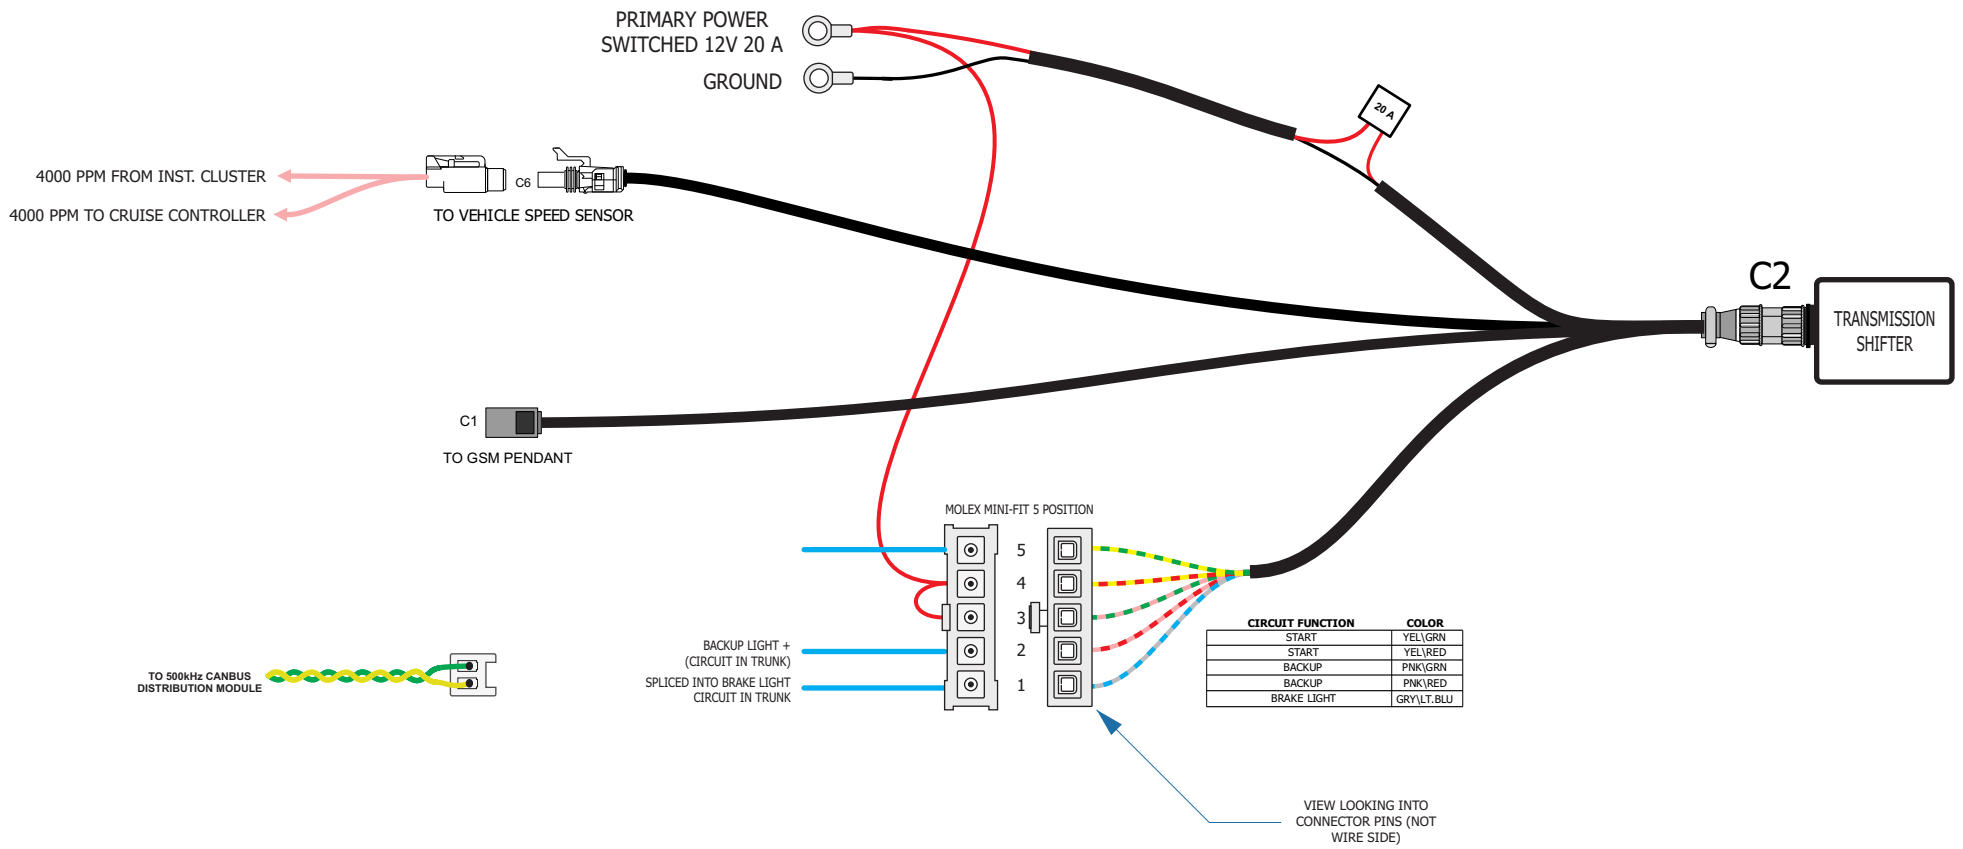 PRIMARY POWER
SWITCHED 12V 20 A
GROUND
20 A
4000 PPM FROM INST. CLUSTER
4000 PPM TO CRUISE CONTROLLER
C6
TO VEHICLE SPEED SENSOR
C2
TRANSMISSION
SHIFTER
C1
TO GSM PENDANT
MOLEX MINI-FIT 5 POSITION
5
4
3
2
1
BACKUP LIGHT +
(CIRCUIT IN TRUNK)
SPLICED INTO BRAKE LIGHT
CIRCUIT IN TRUNK
TO 500kHz CANBUS
DISTRIBUTION MODULE
CIRCUIT FUNCTION COLOR
START YEL\GRN
START YEL\RED
BACKUP PNK\GRN
BACKUP PNK\RED
BRAKE LIGHT GRY\LT.BLU
VIEW LOOKING INTO
CONNECTOR PINS (NOT
WIRE SIDE)